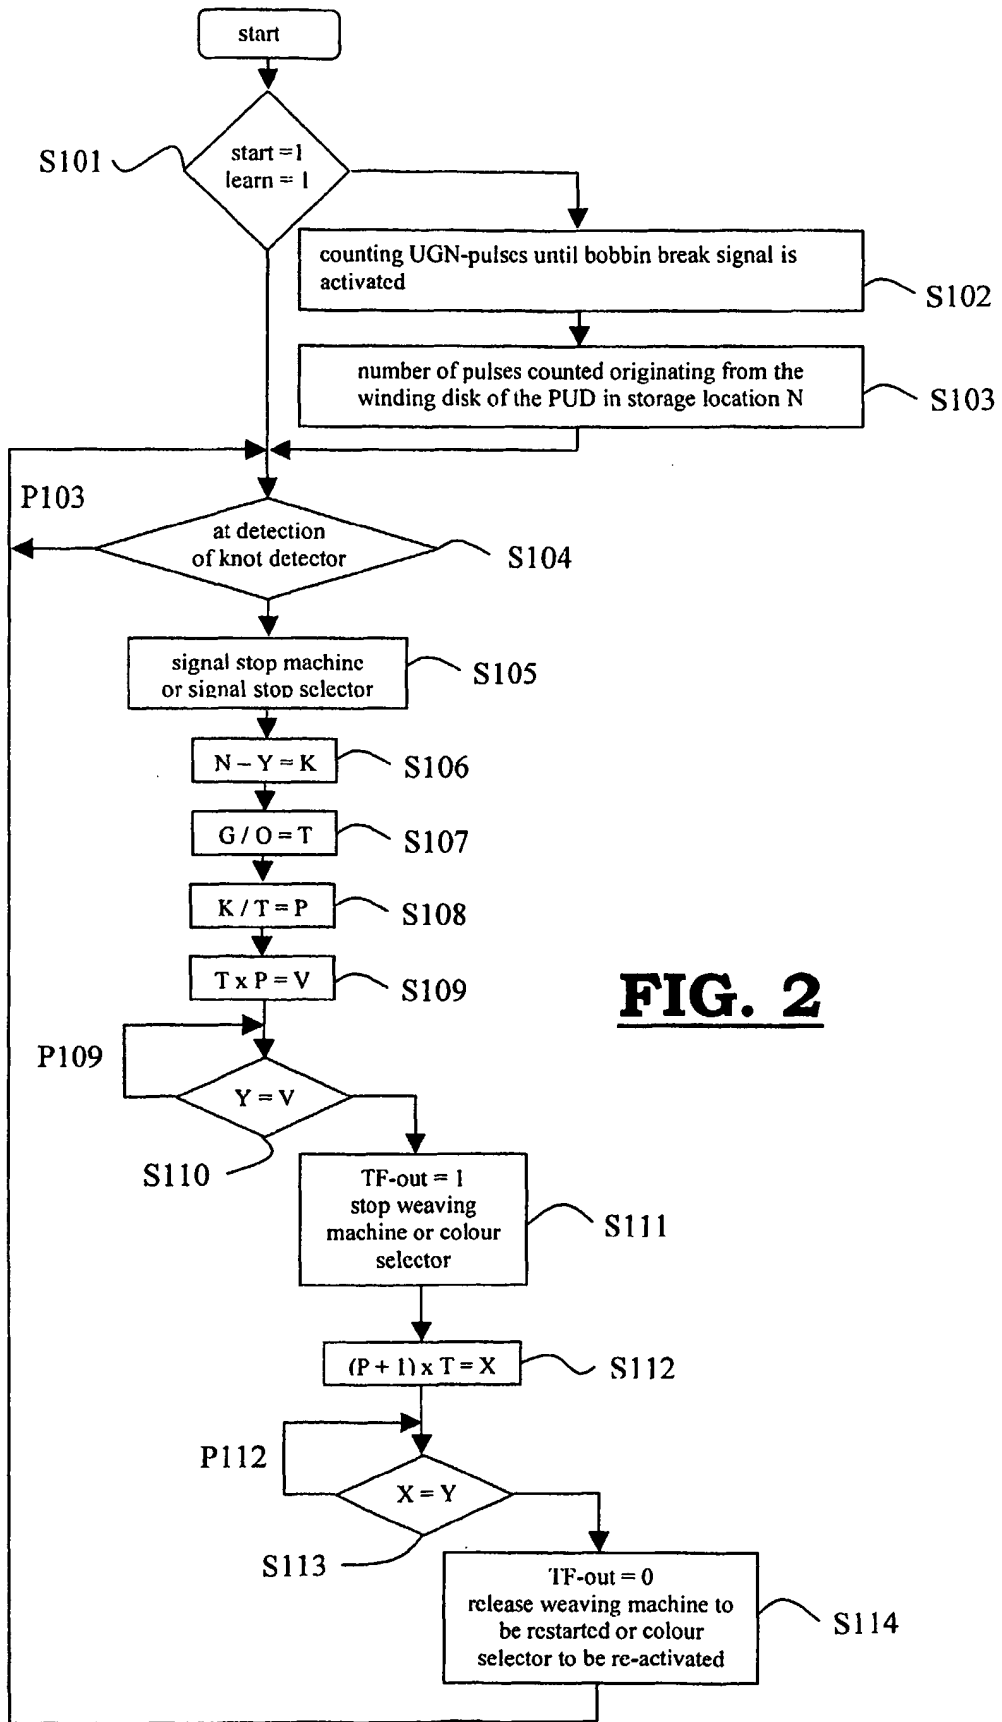 start
S101
start =1
learn = 1
counting UGN-pulses until bobbin break signal is
activated
S102
number of pulses counted originating from the
winding disk of the PUD in storage location N
S103
P103
at detection
of knot detector
S104
signal stop machine
or signal stop selector
S105
N – Y = K
S106
G / O = T
S107
K / T = P
S108
T x P = V
S109
FIG. 2
P109
Y = V
S110
TF-out = 1
stop weaving
machine or colour
selector
S111
(P + 1) x T = X
S112
P112
X = Y
S113
TF-out = 0
release weaving machine to
be restarted or colour
selector to be re-activated
S114